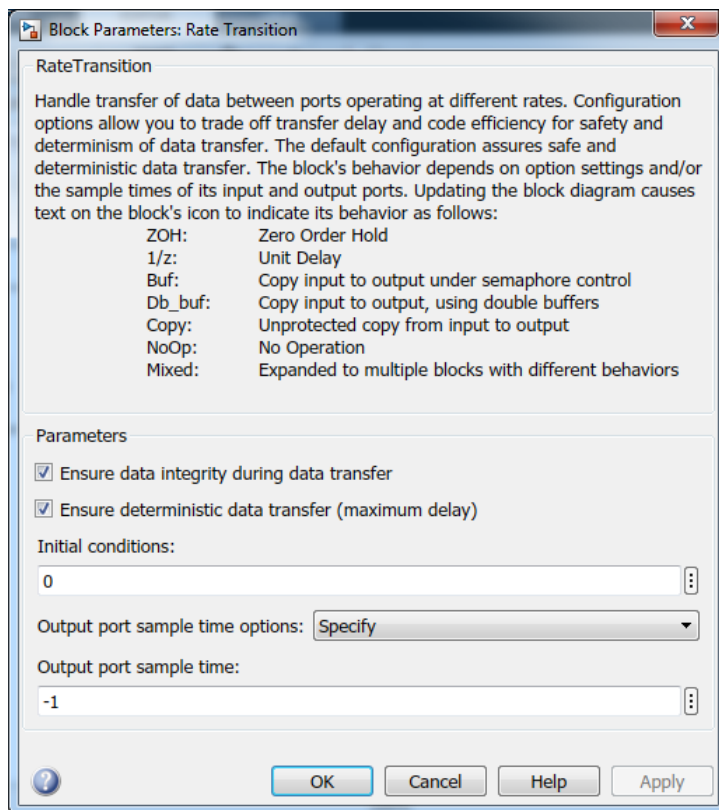 Block Parameters: Rate Transition
RateTransition
Handle transfer of data between ports operating at different rates. Configuration
options allow you to trade off transfer delay and code efficiency for safety and
determinism of data transfer. The default configuration assures safe and
deterministic data transfer. The block's behavior depends on option settings and/or
the sample times of its input and output ports. Updating the block diagram causes
text on the block's icon to indicate its behavior as follows:
ZOH: Zero Order Hold
1/z: Unit Delay
Buf: Copy input to output under semaphore control
Db_buf: Copy input to output, using double buffers
Copy: Unprotected copy from input to output
NoOp: No Operation
Mixed: Expanded to multiple blocks with different behaviors
Parameters
Ensure data integrity during data transfer
Ensure deterministic data transfer (maximum delay)
Initial conditions:
0
Output port sample time options: Specify
Output port sample time:
-1
OK Cancel Help Apply